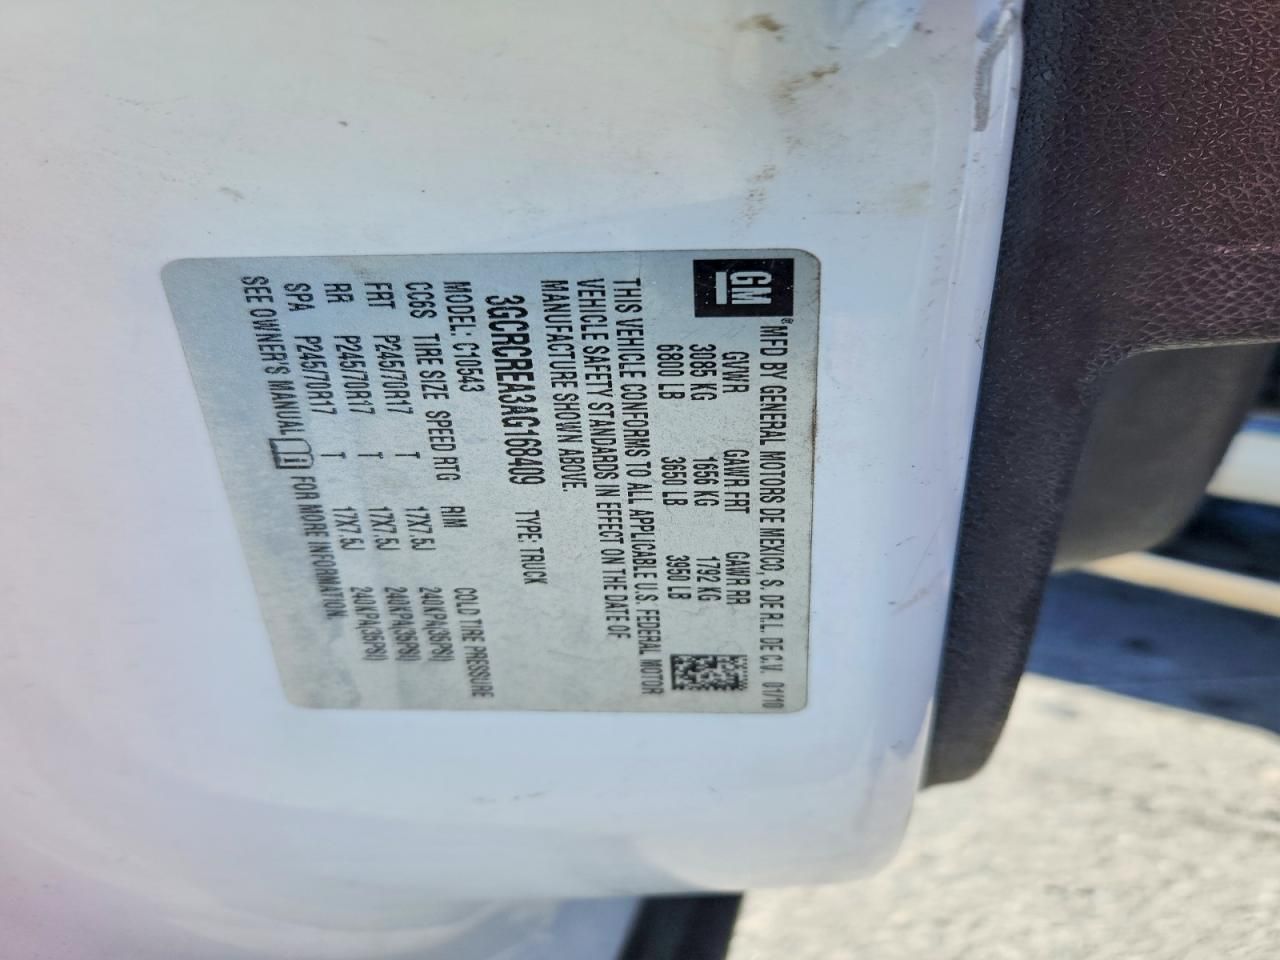 GM
® MFD BY GENERAL MOTORS DE MEXICO, S. DE R.L. DE C.V. 01/10
GVWR GAWR FRT GAWR RR
3085 KG 1656 KG 1792 KG
6800 LB 3650 LB 3950 LB
THIS VEHICLE CONFORMS TO ALL APPLICABLE U.S. FEDERAL MOTOR
VEHICLE SAFETY STANDARDS IN EFFECT ON THE DATE OF
MANUFACTURE SHOWN ABOVE.
3GCRCREA3AG168409 TYPE: TRUCK
MODEL: C10543
CC6S TIRE SIZE SPEED RTG RIM COLD TIRE PRESSURE
FRT P245/70R17 T 17X7.5J 240KPA(35PSI)
RR P245/70R17 T 17X7.5J 240KPA(35PSI)
SPA P245/70R17 T 17X7.5J 240KPA(35PSI)
SEE OWNER'S MANUAL FOR MORE INFORMATION.